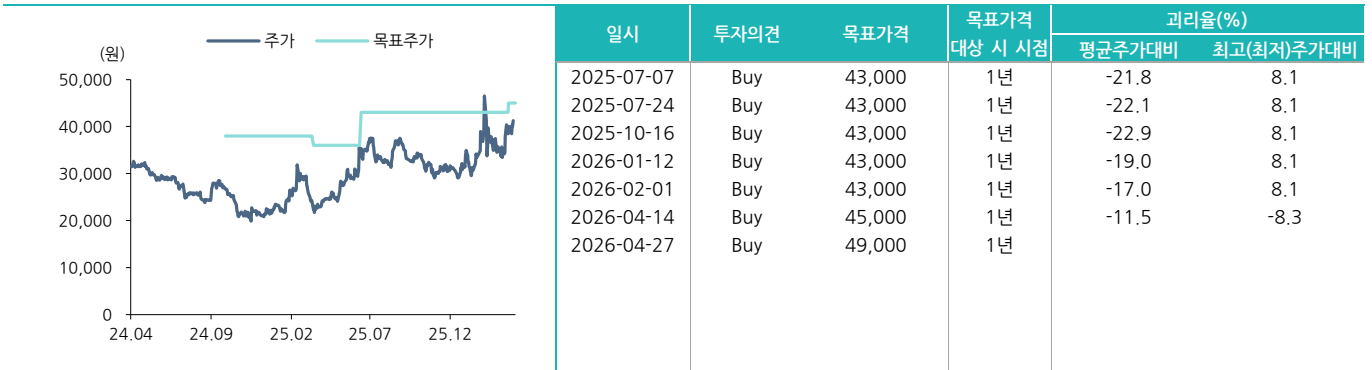 주가 목표주가
(원)
50,000
40,000
30,000
20,000
10,000
0
24.04 24.09 25.02 25.07 25.12
일시 투자의견 목표가격 목표가격 대상 시 시점 괴리율(%)
평균주가대비 최고(최저)주가대비
2025-07-07 Buy 43,000 1년 -21.8 8.1
2025-07-24 Buy 43,000 1년 -22.1 8.1
2025-10-16 Buy 43,000 1년 -22.9 8.1
2026-01-12 Buy 43,000 1년 -19.0 8.1
2026-02-01 Buy 43,000 1년 -17.0 8.1
2026-04-14 Buy 45,000 1년 -11.5 -8.3
2026-04-27 Buy 49,000 1년